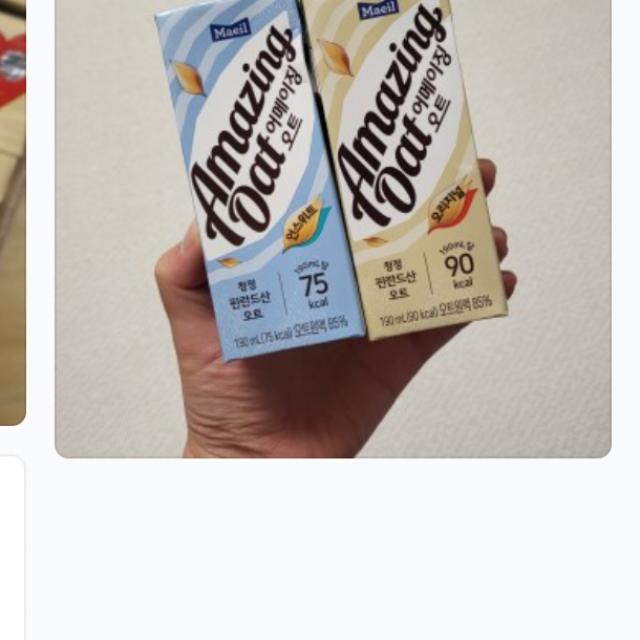 Maeil
Amazing
Oat
어메이징
오트
언스위트
청정
핀란드산
오트
190mL 당
75
kcal
190 mL(75 kcal) 오트원액 85%
Maeil
Amazing
Oat
어메이징
오트
오리지널
청정
핀란드산
오트
190mL 당
90
kcal
190 mL(90 kcal) 오트원액 85%